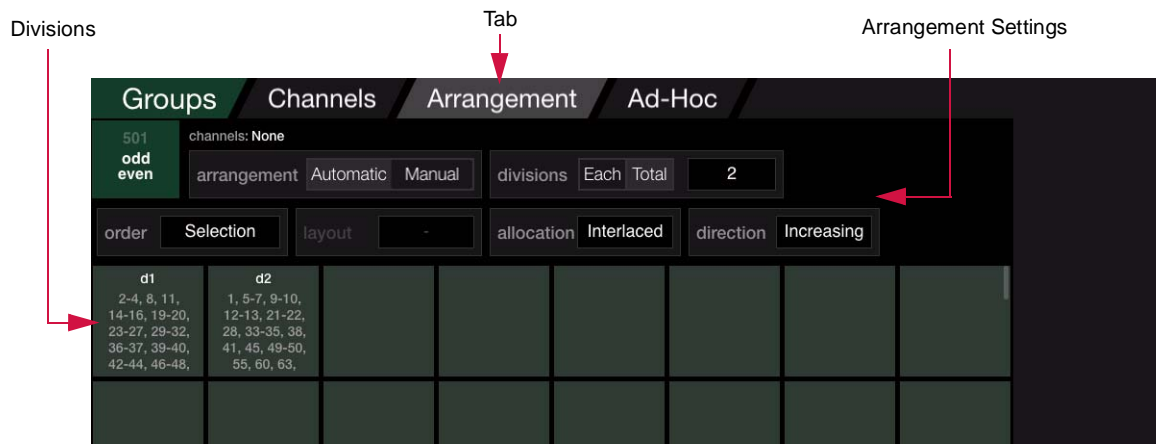 Divisions
Tab
Arrangement Settings
Groups Channels Arrangement Ad-Hoc
501
odd
even
channels: None
arrangement Automatic Manual divisions Each Total 2
order Selection layout - allocation Interlaced direction Increasing
d1
2-4, 8, 11,
14-16, 19-20,
23-27, 29-32,
36-37, 39-40,
42-44, 46-48,
d2
1, 5-7, 9-10,
12-13, 21-22,
28, 33-35, 38,
41, 45, 49-50,
55, 60, 63,